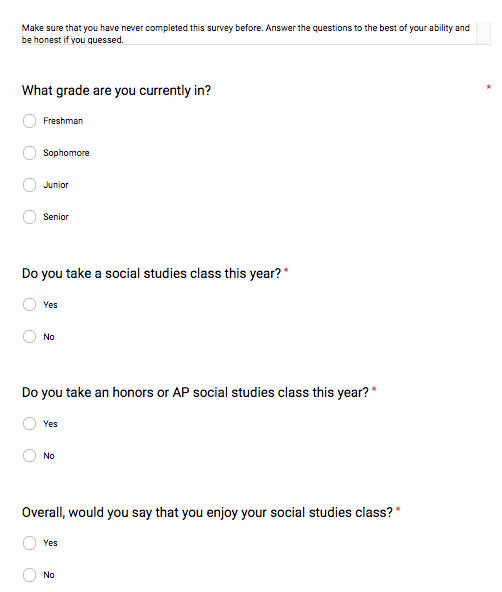 Make sure that you have never completed this survey before. Answer the questions to the best of your ability and
be honest if you guessed.
What grade are you currently in? *
Freshman
Sophomore
Junior
Senior
Do you take a social studies class this year? *
Yes
No
Do you take an honors or AP social studies class this year? *
Yes
No
Overall, would you say that you enjoy your social studies class? *
Yes
No